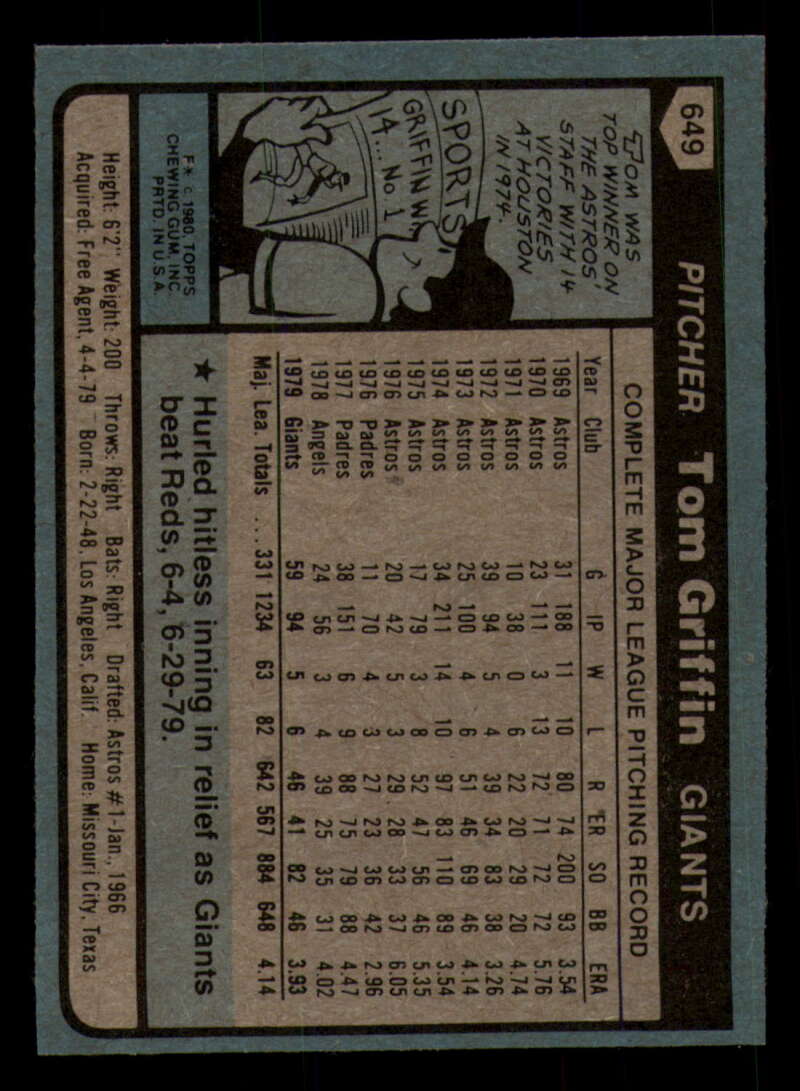 649
PITCHER Tom Griffin GIANTS
TOM WAS
TOP WINNER ON
THE ASTROS'
STAFF WITH 14
VICTORIES
AT HOUSTON
IN 1974.
SPORTS
GRIFFIN W
14... No 1
F * © 1980 TOPPS
CHEWING GUM, INC.
PRTD. IN U.S.A.
COMPLETE MAJOR LEAGUE PITCHING RECORD
Year Club G IP W L R ER SO BB ERA
1969 Astros 31 188 11 10 80 74 200 93 3.54
1970 Astros 23 111 3 13 72 71 72 72 5.76
1971 Astros 10 38 0 6 22 20 29 20 4.74
1972 Astros 39 94 5 4 39 34 83 38 3.26
1973 Astros 25 100 4 6 51 46 69 46 4.14
1974 Astros 34 211 14 10 97 83 110 89 3.54
1975 Astros 17 79 3 8 52 47 56 46 5.35
1976 Astros 20 42 5 3 29 28 33 37 6.05
1976 Padres 11 70 4 3 27 23 36 42 2.96
1977 Padres 38 151 6 9 88 75 79 88 4.47
1978 Angels 24 56 3 4 39 25 35 31 4.02
1979 Giants 59 94 5 6 46 41 82 46 3.93
Maj. Lea. Totals .... 331 1234 63 82 642 567 884 648 4.14
★ Hurled hitless inning in relief as Giants
beat Reds, 6-4, 6-29-79.
Height: 6'2" Weight: 200 Throws: Right Bats: Right Drafted: Astros #1-Jan., 1966
Acquired: Free Agent, 4-4-79 Born: 2-22-48, Los Angeles, Calif. Home: Missouri City, Texas